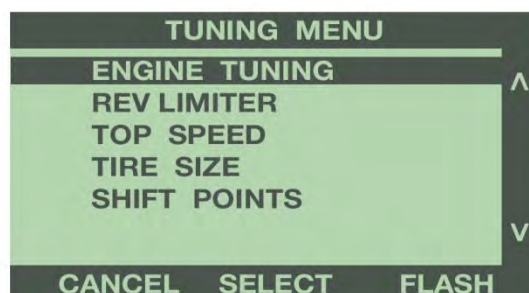 TUNING MENU
ENGINE TUNING
REV LIMITER
TOP SPEED
TIRE SIZE
SHIFT POINTS
CANCEL SELECT FLASH